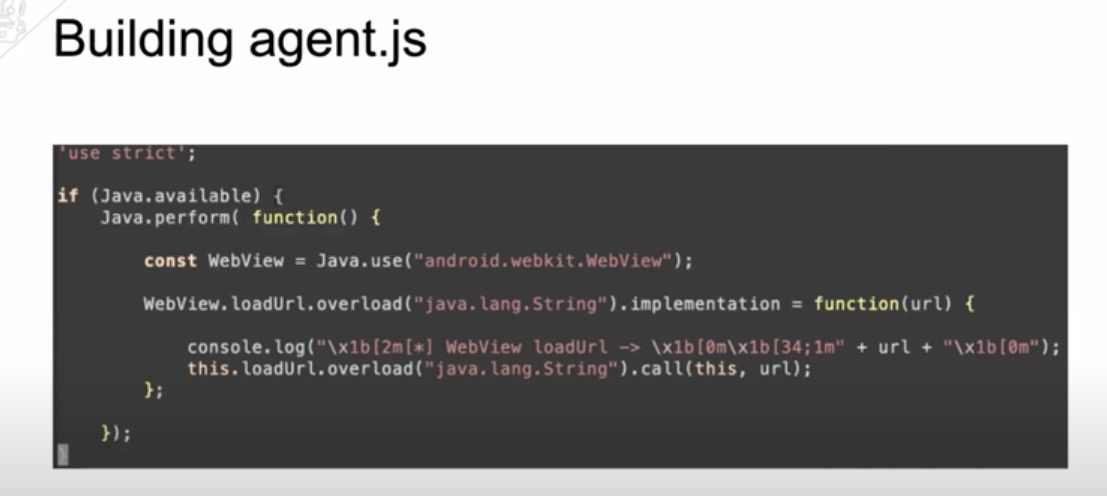 Building agent.js
'use strict';
if (Java.available) {
    Java.perform( function() {
        const WebView = Java.use("android.webkit.WebView");
        WebView.loadUrl.overload("java.lang.String").implementation = function(url) {
            console.log("\x1b[2m[*] WebView loadUrl -> \x1b[0m\x1b[34;1m" + url + "\x1b[0m");
            this.loadUrl.overload("java.lang.String").call(this, url);
        };
    });
}